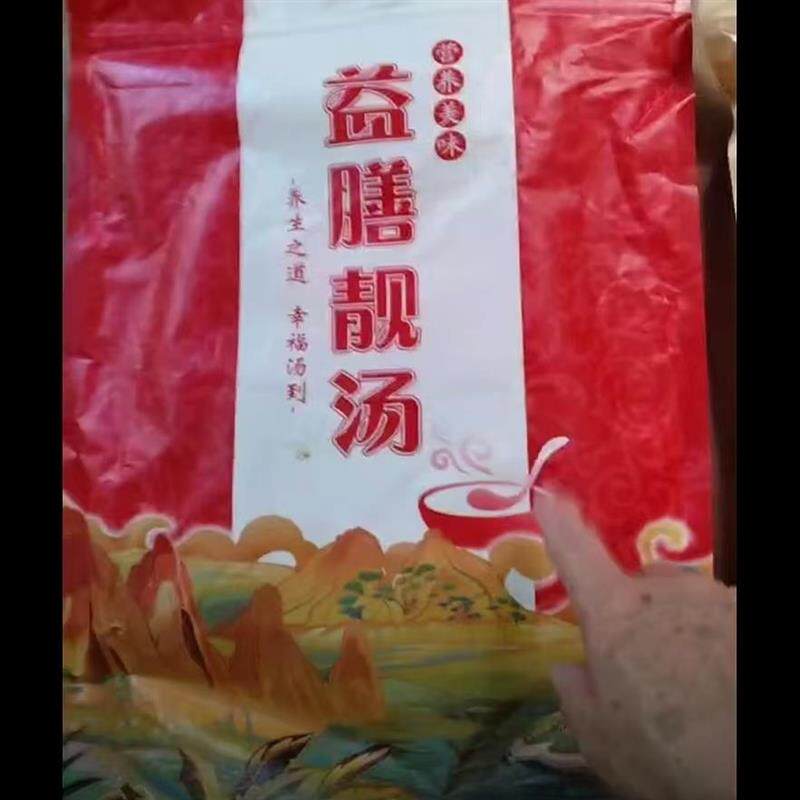 营养美味
益膳靓汤
养生之道 幸福汤到